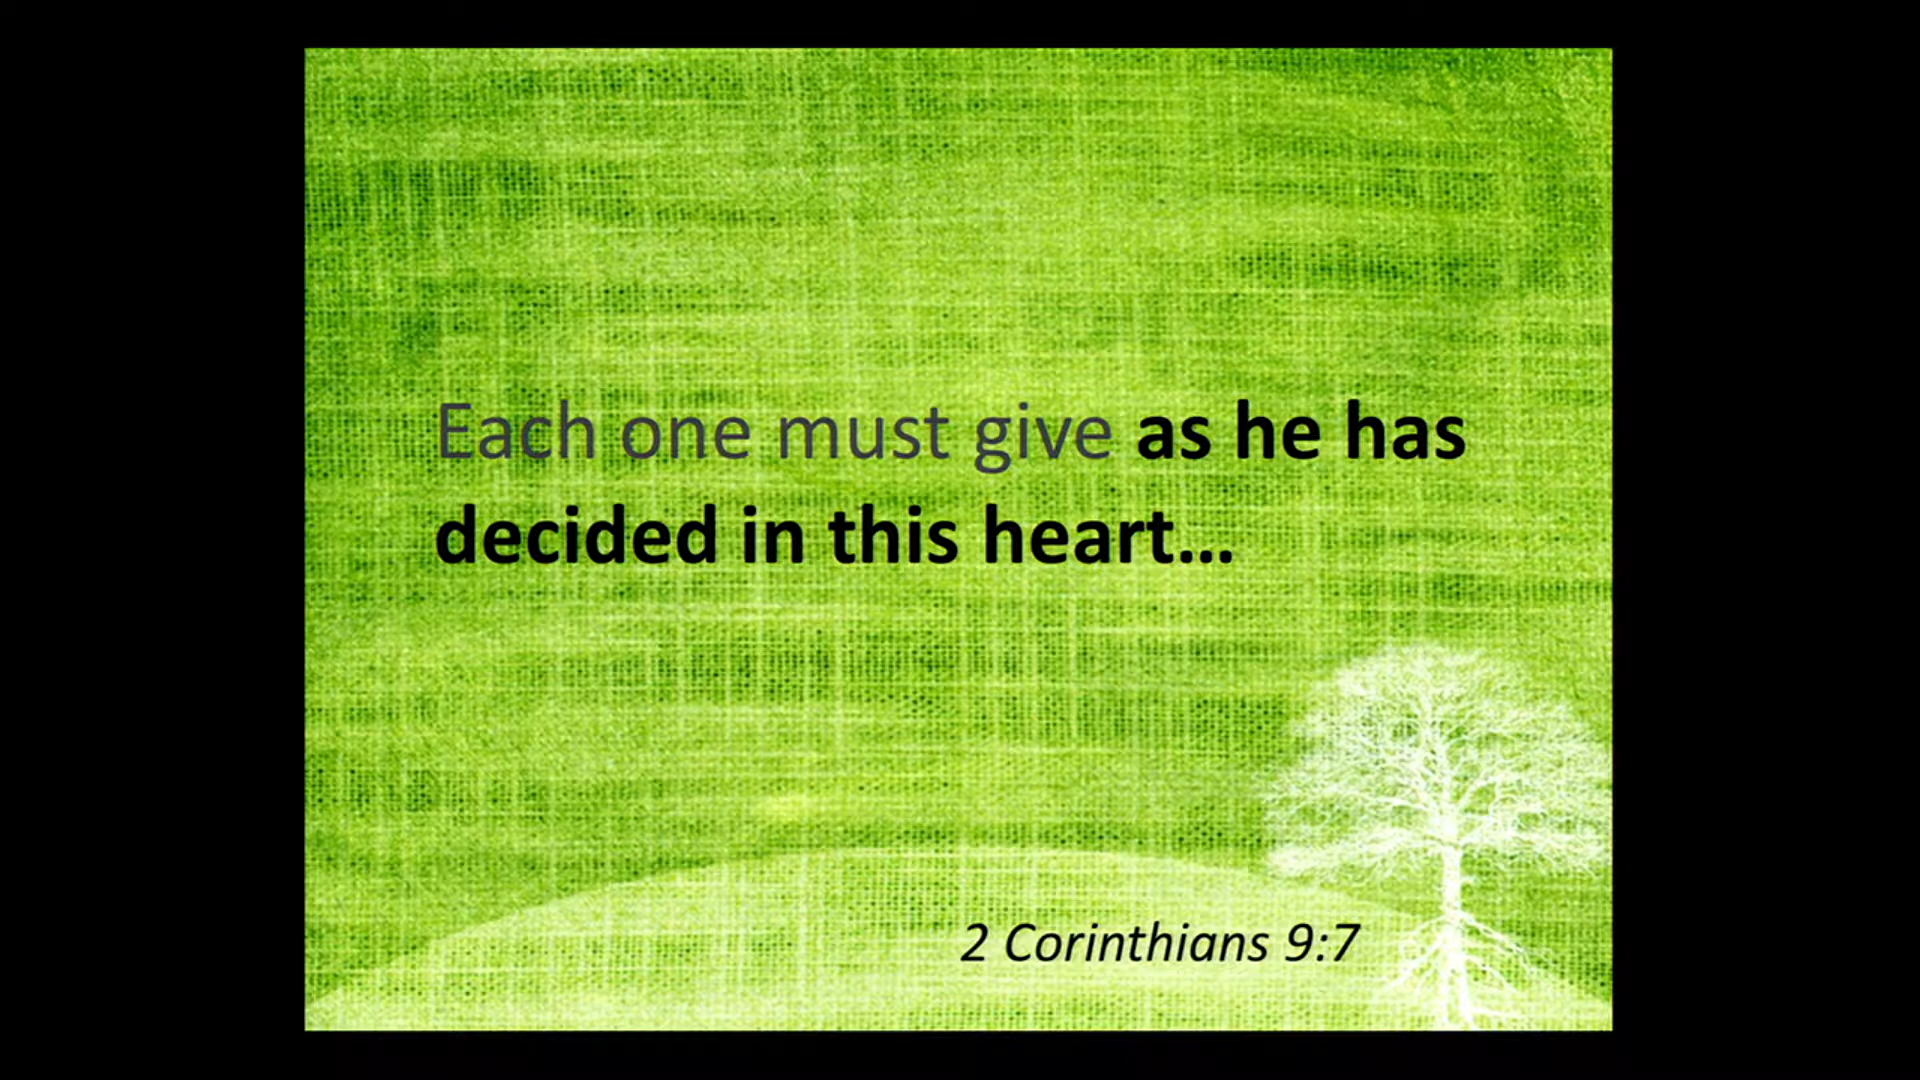 Each one must give as he has
decided in this heart...
2 Corinthians 9:7